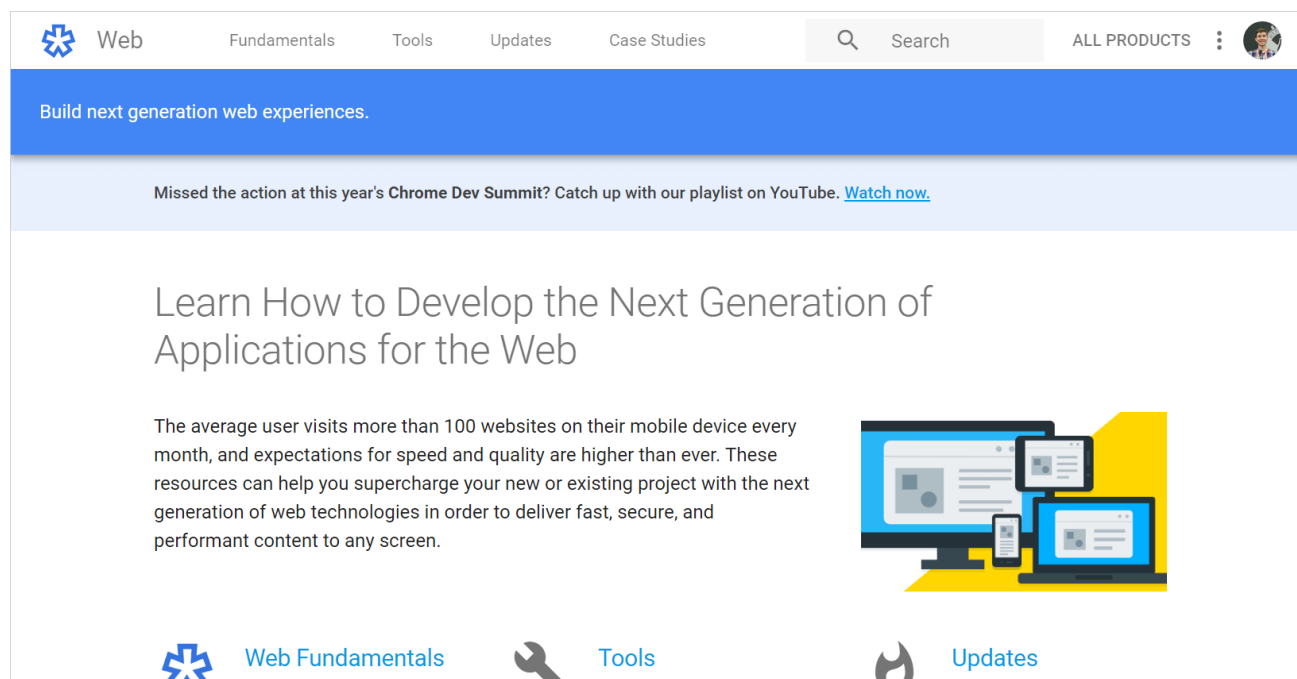 Web
Fundamentals
Tools
Updates
Case Studies
Search
ALL PRODUCTS
Build next generation web experiences.
Missed the action at this year's Chrome Dev Summit? Catch up with our playlist on YouTube. Watch now.
Learn How to Develop the Next Generation of
Applications for the Web
The average user visits more than 100 websites on their mobile device every
month, and expectations for speed and quality are higher than ever. These
resources can help you supercharge your new or existing project with the next
generation of web technologies in order to deliver fast, secure, and
performant content to any screen.
Web Fundamentals
Tools
Updates